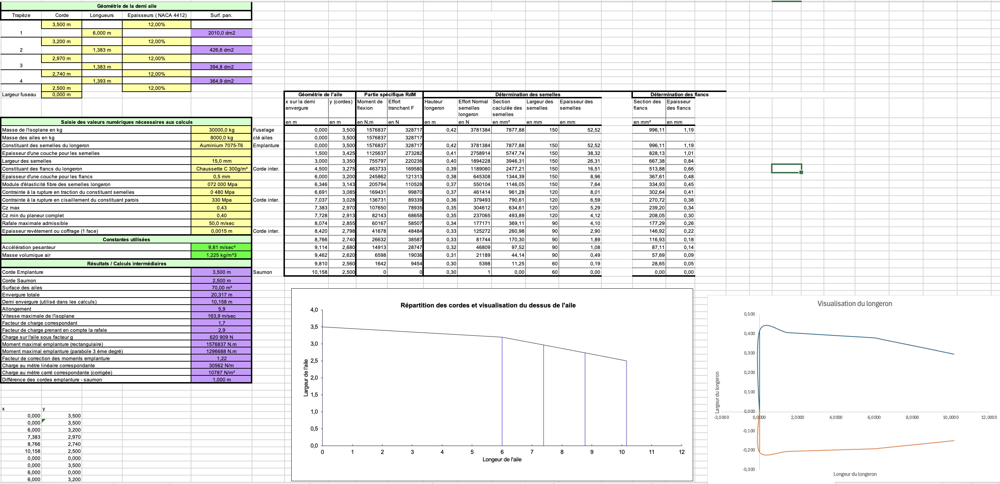 Géométrie de la demi aile
Trapèze Corde Longueurs Epaisseurs ( NACA 4412) Surf. pan.
3,500 m 12,00%
1 6,000 m 2010,0 dm2
3,200 m 12,00%
2 1,383 m 426,6 dm2
2,970 m 12,00%
3 1,383 m 394,8 dm2
2,740 m 12,00%
4 1,393 m 364,9 dm2
2,500 m 12,00%
Largeur fuseau 0,000 m
Saisie des valeurs numériques nécessaires aux calculs
Masse de l'isoplane en kg 30000,0 kg
Masse des ailes en kg 8000,0 kg
Constituant des semelles du longeron Auminium 7075-T6
Epaisseur d'une couche pour les semelles
Largeur des semelles 15,0 mm
Constituant des flancs du longeron Chaussette C 300g/m²
Epaisseur d'une couche pour les flancs 0,5 mm
Module d'élasticité fibre des semelles longeron 072 000 Mpa
Contrainte à la rupture en traction du constituant semelles 0 480 Mpa
Contrainte à la rupture en cisaillement du constituant parois 330 Mpa
Cz max 0,43
Cz min du planeur complet 0,40
Rafale maximale admissible 50,0 m/sec
Epaisseur revétement ou coffrage (1 face) 0,0015 m
Constantes utilisées
Accélération pesanteur 9,81 m/sec²
Masse volumique air 1,225 kg/m^3
Résultats / Calculs intermédiaires
Corde Emplanture 3,500 m
Corde Saumon 2,500 m
Surface des ailes 70,00 m²
Envergure totale 20,317 m
Demi envergure (utilisé dans les calculs) 10,158 m
Allongement 5,9
Vitesse maximale de l'isoplane 163,9 m/sec
Facteur de charge correspondant 1,7
Facteur de charge prenant en compte la rafale 2,9
Charge sur l'aile sous facteur g 620 909 N
Moment maximal emplanture (rectangulaire) 1576837 N.m
Moment maximal emplanture (parabole 3 éme degré) 1296688 N.m
Facteur de correction des moments emplanture 1,22
Charge au métre linéaire correspondante 30562 N/m
Charge au métre carré correspondante (corrigée) 10787 N/m²
Différence des cordes emplanture - saumon 1,000 m
x y
0,000 3,500
0,000 3,500
6,000 3,200
7,383 2,970
8,766 2,740
10,158 2,500
0,000 0,000
0,000 3,500
6,000 0,000
6,000 3,200
Géométrie de l'aile Partie spécifique RdM Détermination des semelles Détermination des flancs
x sur la demi y (cordes) Moment de Effort Hauteur Effort Normal Section Largeur des Epaisseur des Section des Epaisseur
envergure flexion tranchant F longeron semelles caclulée des semelles semelles flancs des flancs
longeron semelles
en m en m en N.m en N en m en N en mm² en mm en mm en mm² en mm
Fuselage 0,000 3,500 1576837 328717 0,42 3781384 7877,88 150 52,52 996,11 1,19
clé ailes 0,000 3,500 1576837 328717
Emplanture 0,000 3,500 1576837 328717 0,42 3781384 7877,88 150 52,52 996,11 1,19
1,500 3,425 1125637 273282 0,41 2758914 5747,74 150 38,32 828,13 1,01
3,000 3,350 755797 220236 0,40 1894228 3946,31 150 26,31 667,38 0,84
Corde inter. 4,500 3,275 463733 169580 0,39 1189060 2477,21 150 16,51 513,88 0,66
6,000 3,200 245862 121313 0,38 645308 1344,39 150 8,96 367,61 0,48
6,346 3,143 205794 110528 0,37 550104 1146,05 150 7,64 334,93 0,45
6,691 3,085 169431 99870 0,37 461414 961,28 120 8,01 302,64 0,41
Corde inter. 7,037 3,028 136731 89339 0,36 379493 790,61 120 6,59 270,72 0,38
7,383 2,970 107650 78935 0,35 304612 634,61 120 5,29 239,20 0,34
7,728 2,913 82143 68658 0,35 237065 493,89 120 4,12 208,05 0,30
8,074 2,855 60167 58507 0,34 177171 369,11 90 4,10 177,29 0,26
Corde inter. 8,420 2,798 41678 48484 0,33 125272 260,98 90 2,90 146,92 0,22
8,766 2,740 26632 38587 0,33 81744 170,30 90 1,89 116,93 0,18
9,114 2,680 14913 28747 0,32 46809 97,52 90 1,08 87,11 0,14
9,462 2,620 6598 19036 0,31 21189 44,14 90 0,49 57,69 0,09
9,810 2,560 1642 9454 0,30 5398 11,25 60 0,19 28,65 0,05
Saumon 10,158 2,500 0 0 0,30 1 0,00 60 0,00 0,00 0,00
Répartition des cordes et visualisation du dessus de l'aile
4,0
3,5
3,0
2,5
2,0
1,5
1,0
0,5
0,0
Largeur de l'aile
0 1 2 3 4 5 6 7 8 9 10 11 12
Longeur de l'aile
Visualisation du longeron
0,500
0,400
0,300
0,200
0,100
0,000
-0,100
-0,200
-0,300
Largeur du longeron
-2,0000 0,0000 2,0000 4,0000 6,0000 8,0000 10,0000 12,0000
Longeur du longeron